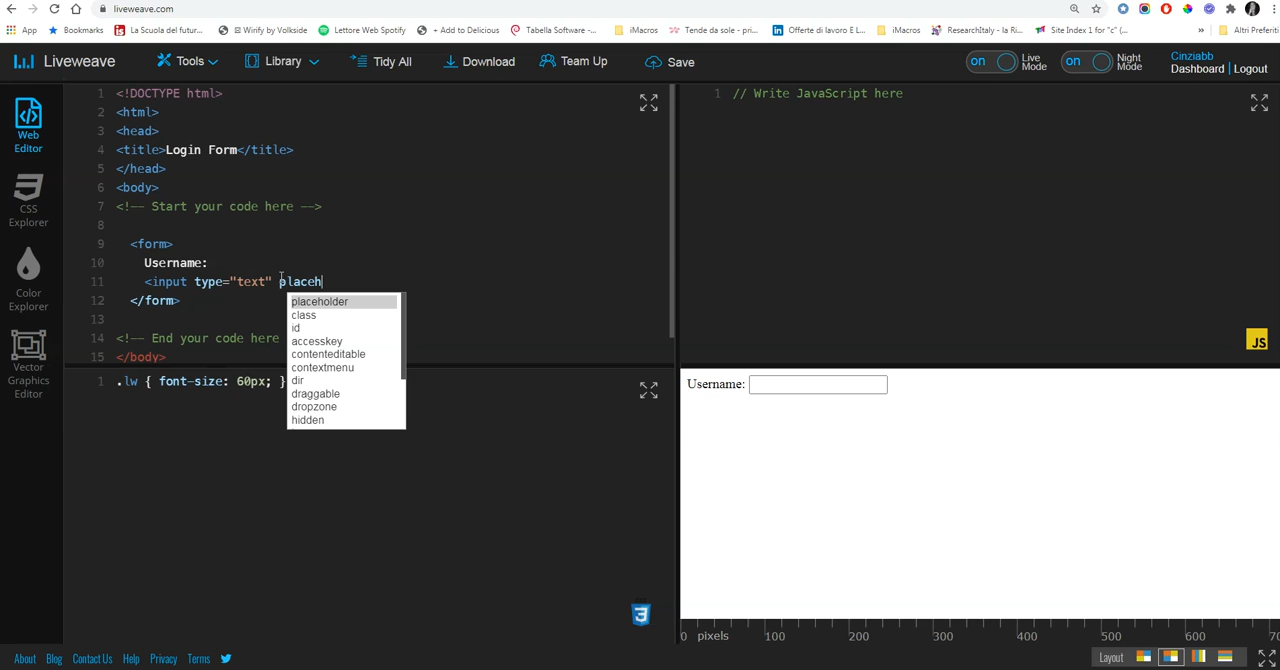 liveweave.com
App
Bookmarks
La Scuola del futur...
Wirify by Volkside
Lettore Web Spotify
+ Add to Delicious
Tabella Software -...
iMacros
Tende da sole - pri...
Offerte di lavoro E L...
iMacros
ResearchItaly - la Ri...
Site Index 1 for "c" (...
»
Altri Preferiti
Liveweave
Tools
Library
Tidy All
Download
Team Up
Save
on
Live Mode
on
Night Mode
Cinziabb
Dashboard | Logout
Web Editor
CSS Explorer
Color Explorer
Vector Graphics Editor
1 <!DOCTYPE html>
2 <html>
3 <head>
4 <title>Login Form</title>
5 </head>
6 <body>
7 <!-- Start your code here -->
8
9 <form>
10 Username:
11 <input type="text" placeh
12 </form>
13
14 <!-- End your code here
15 </body>
placeholder
class
id
accesskey
contenteditable
contextmenu
dir
draggable
dropzone
hidden
1 // Write JavaScript here
JS
1 .lw { font-size: 60px; }
3
Username:
0 pixels 100 200 300 400 500 600 70
About Blog Contact Us Help Privacy Terms
Layout